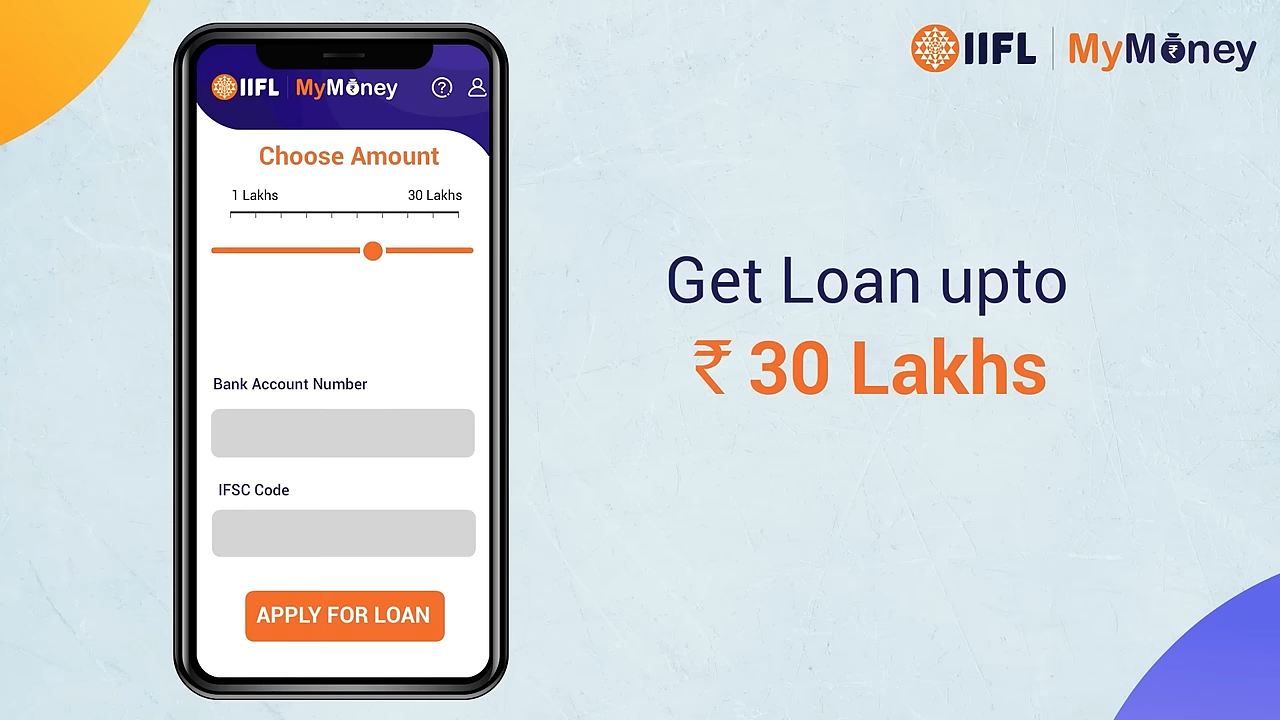 IIFL MyMoney
IIFL MyMoney
Choose Amount
1 Lakhs 30 Lakhs
Bank Account Number
IFSC Code
APPLY FOR LOAN
Get Loan upto
₹ 30 Lakhs